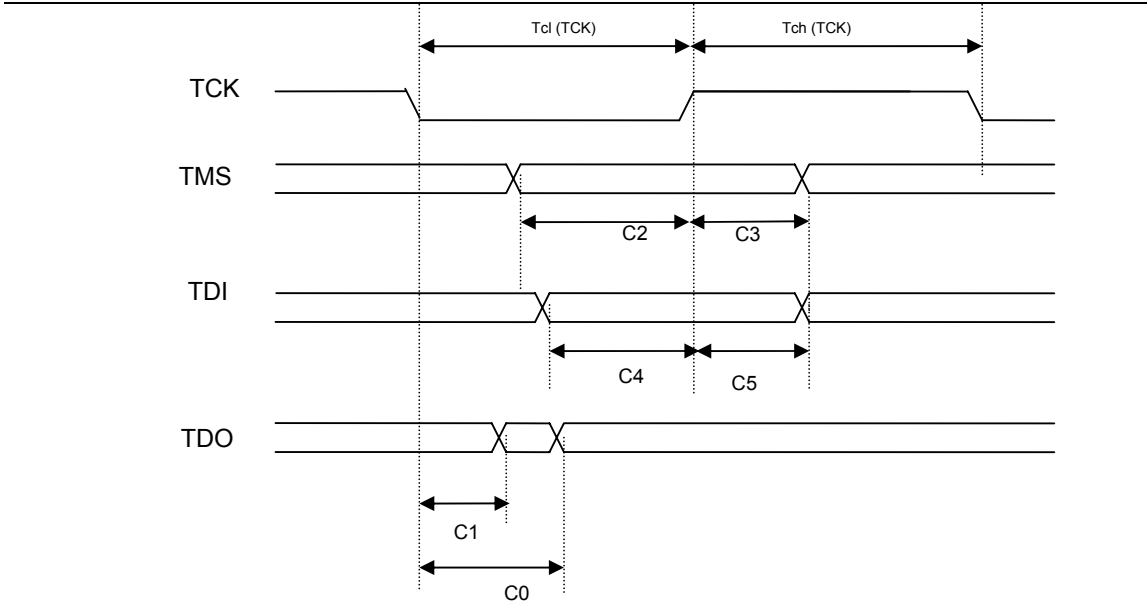 Tcl (TCK) Tch (TCK)
TCK
TMS
C2 C3
TDI
C4 C5
TDO
C1
C0